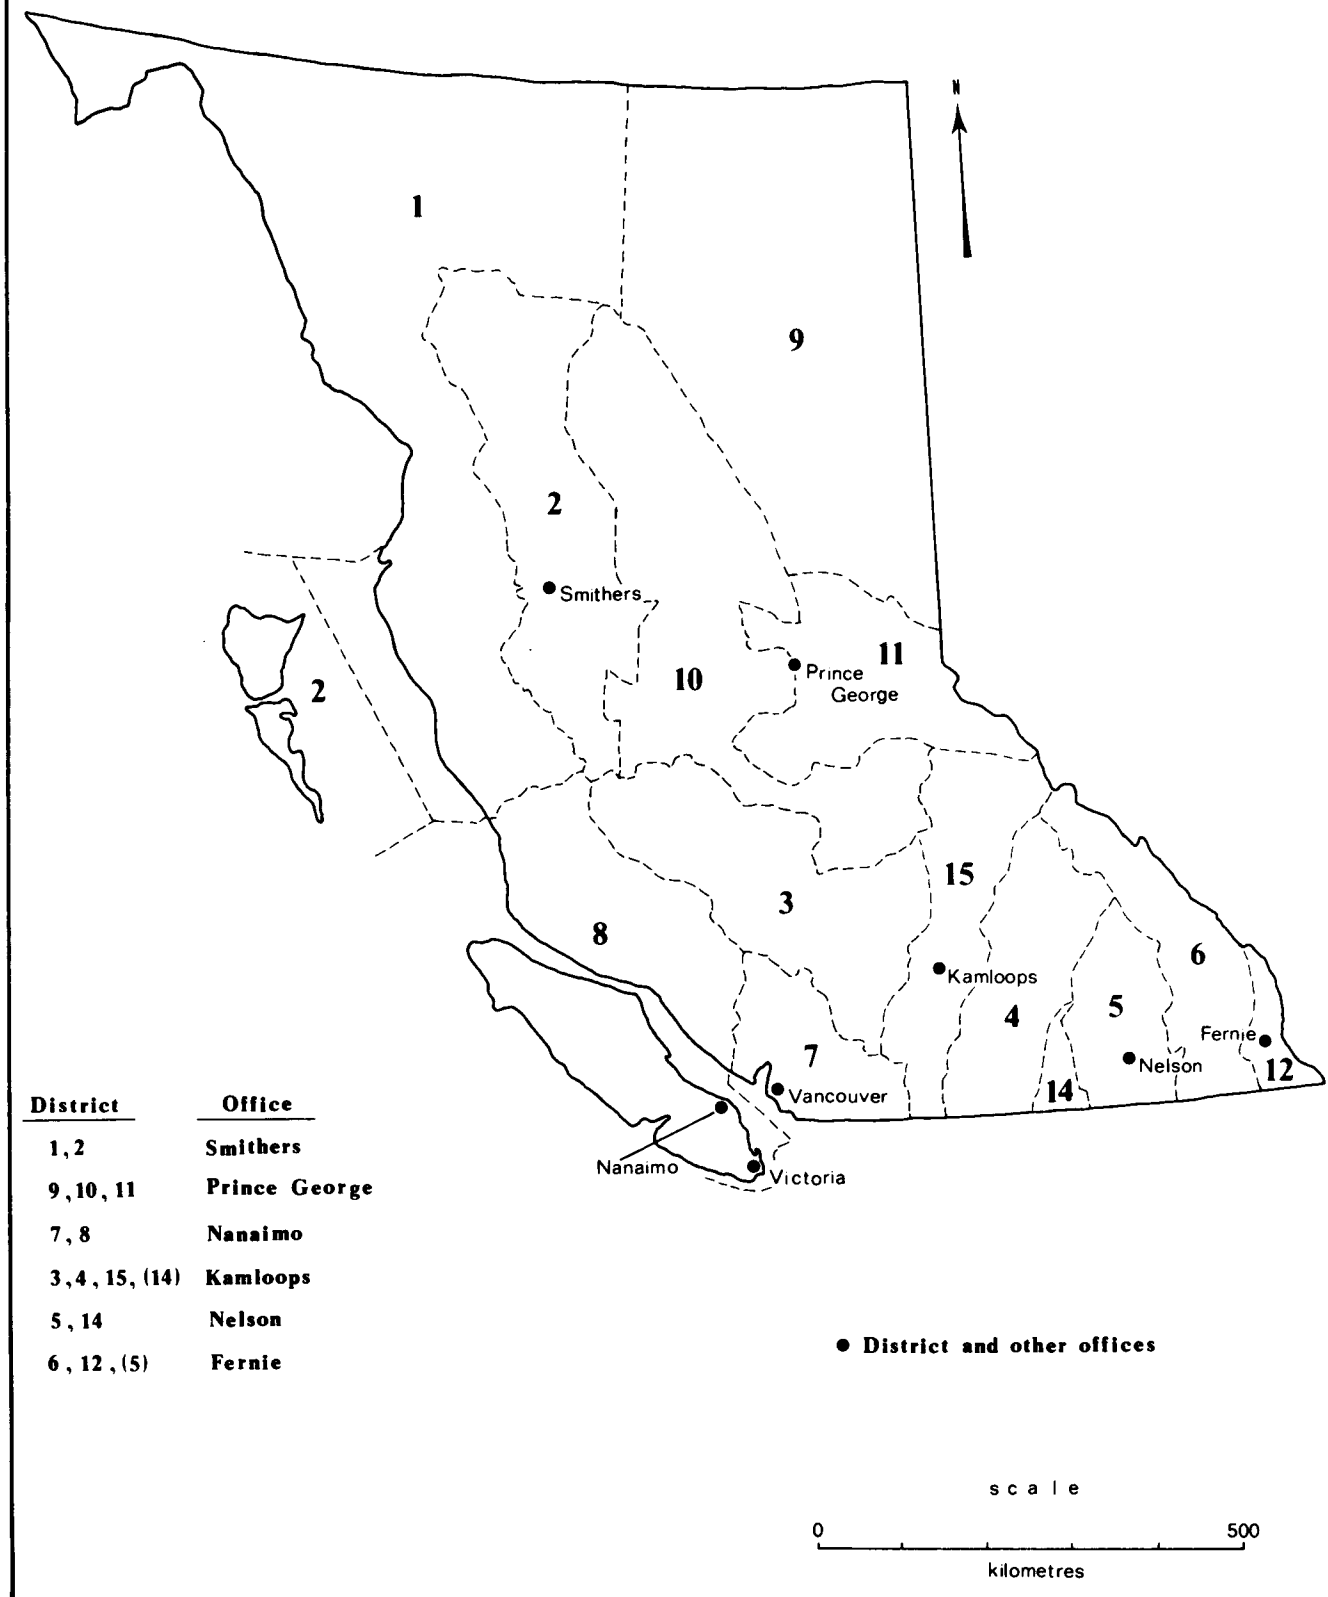 N
1
9
2
Smithers
11
Prince
George
10
2
15
3
8
6
Kamloops
5
4
Fernie
7
Nelson
12
14
Vancouver
Nanaimo
Victoria
District Office
1,2 Smithers
9,10,11 Prince George
7,8 Nanaimo
3,4,15,(14) Kamloops
5,14 Nelson
6,12,(5) Fernie
● District and other offices
scale
0 500
kilometres